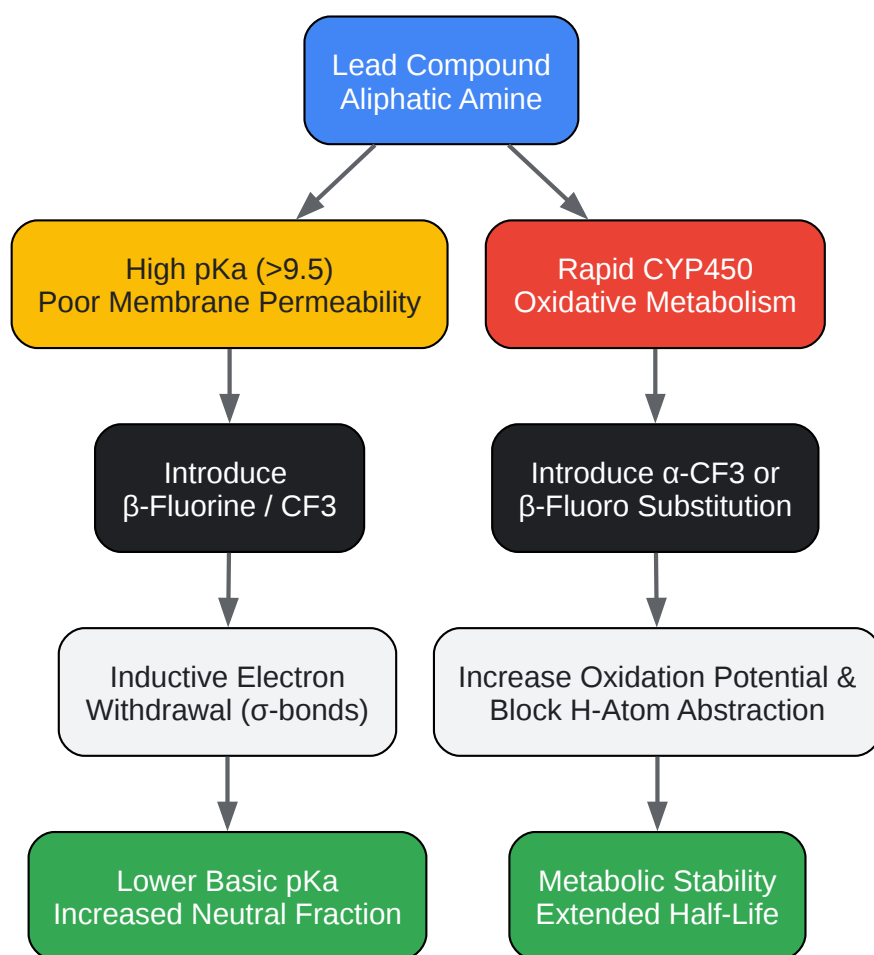 Lead Compound
Aliphatic Amine
High pKa (>9.5)
Poor Membrane Permeability
Rapid CYP450
Oxidative Metabolism
Introduce
β-Fluorine / CF3
Introduce α-CF3 or
β-Fluoro Substitution
Inductive Electron
Withdrawal (σ-bonds)
Increase Oxidation Potential &
Block H-Atom Abstraction
Lower Basic pKa
Increased Neutral Fraction
Metabolic Stability
Extended Half-Life